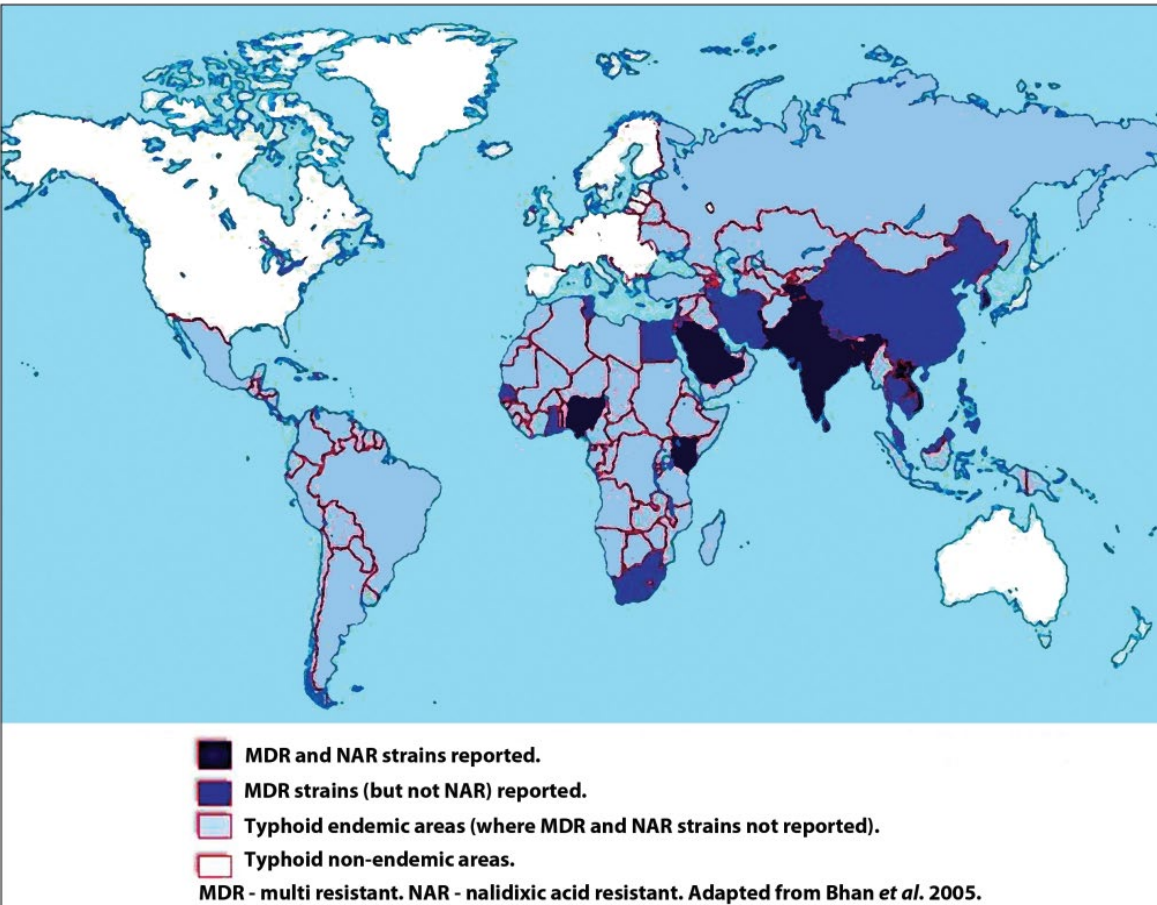 MDR and NAR strains reported.
MDR strains (but not NAR) reported.
Typhoid endemic areas (where MDR and NAR strains not reported).
Typhoid non-endemic areas.
MDR - multi resistant. NAR - nalidixic acid resistant. Adapted from Bhan et al. 2005.